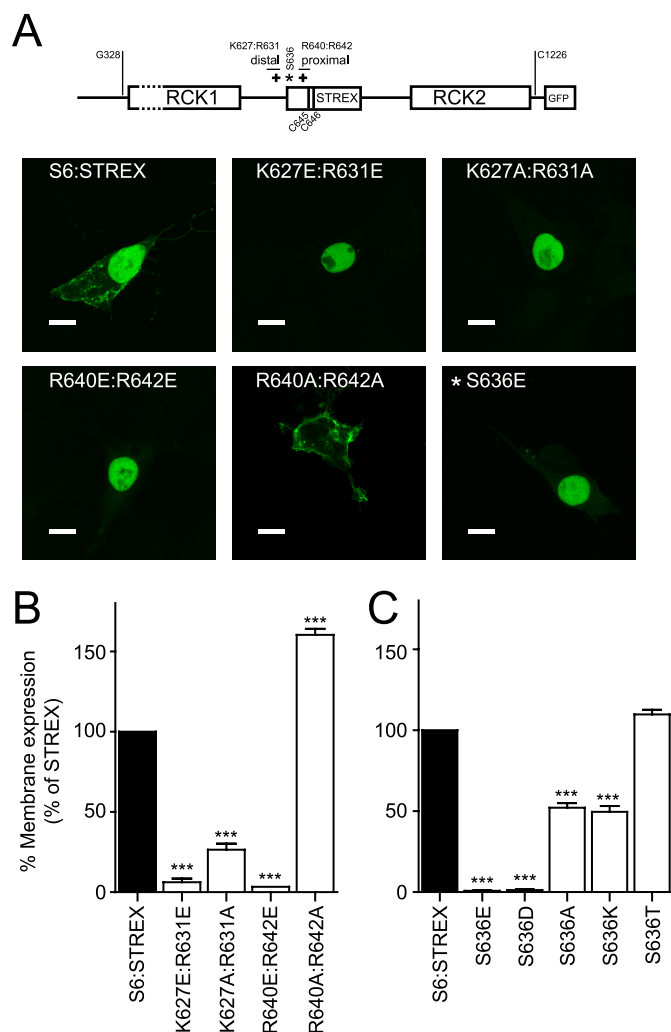 A
G328
K627:R631
distal
S636
R640:R642
proximal
C1226
+ * +
RCK1
STREX
RCK2
GFP
C645
C646
S6:STREX
K627E:R631E
K627A:R631A
R640E:R642E
R640A:R642A
* S636E
B
C
% Membrane expression
(% of STREX)
150
100
50
0
***
***
***
***
S6:STREX
K627E:R631E
K627A:R631A
R640E:R642E
R640A:R642A
150
100
50
0
***
***
***
***
S6:STREX
S636E
S636D
S636A
S636K
S636T